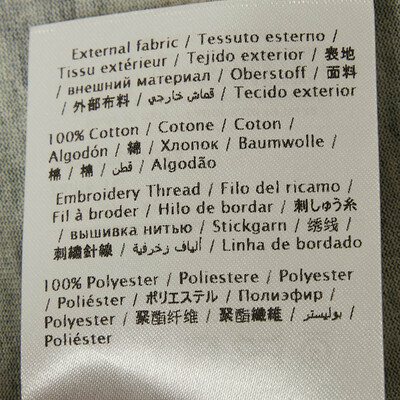 External fabric / Tessuto esterno /
Tissu extérieur / Tejido exterior / 表地
/ внешний материал / Oberstoff / 面料
/ 外部布料 / قماش خارجي / Tecido exterior
100% Cotton / Cotone / Coton /
Algodón / 綿 / Хлопок / Baumwolle /
棉 / 棉 / قطن / Algodão
Embroidery Thread / Filo del ricamo /
Fil à broder / Hilo de bordar / 刺しゅう糸
/ вышивка нитью / Stickgarn / 绣线 /
刺繡針線 / ألياف زخرفية / Linha de bordado
100% Polyester / Poliestere / Polyester
/ Poliéster / ポリエステル / Полиэфир /
Polyester / 聚酯纤维 / 聚酯纖維 / بوليستر /
Poliéster